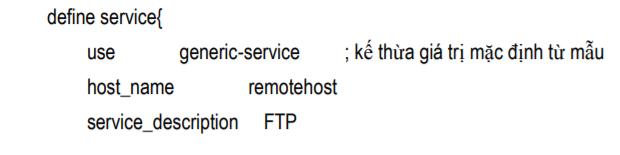 define service{
use generic-service ; kế thừa giá trị mặc định từ mẫu
host_name remotehost
service_description FTP